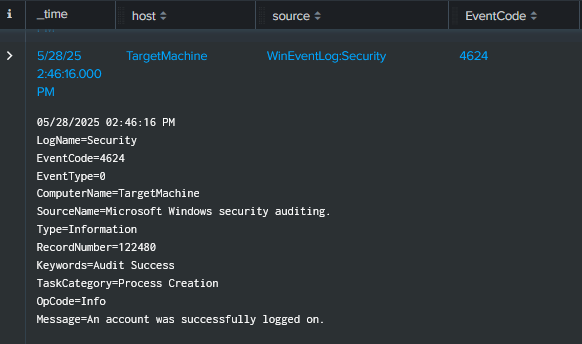 i _time host source EventCode
5/28/25 TargetMachine WinEventLog:Security 4624
2:46:16.000
PM
05/28/2025 02:46:16 PM
LogName=Security
EventCode=4624
EventType=0
ComputerName=TargetMachine
SourceName=Microsoft Windows security auditing.
Type=Information
RecordNumber=122480
Keywords=Audit Success
TaskCategory=Process Creation
OpCode=Info
Message=An account was successfully logged on.